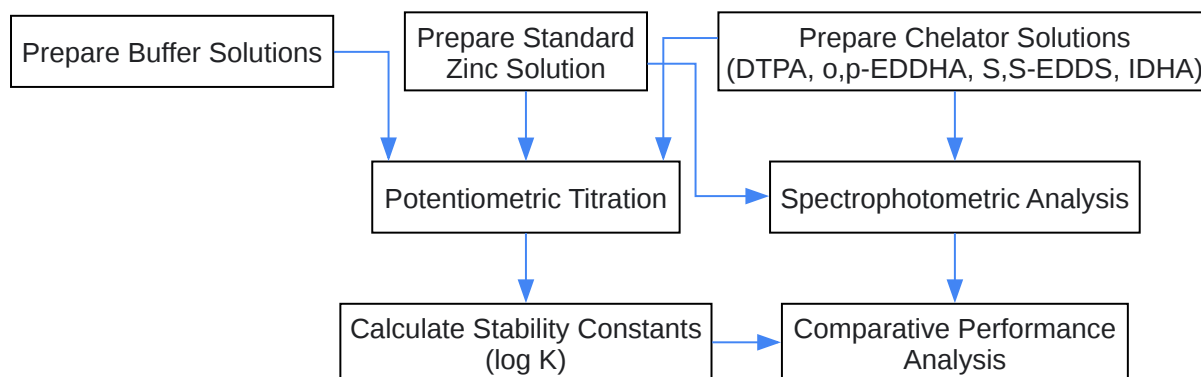 Prepare Buffer Solutions
Prepare Standard
Zinc Solution
Prepare Chelator Solutions
(DTPA, o,p-EDDHA, S,S-EDDS, IDHA)
Potentiometric Titration
Spectrophotometric Analysis
Calculate Stability Constants
(log K)
Comparative Performance
Analysis